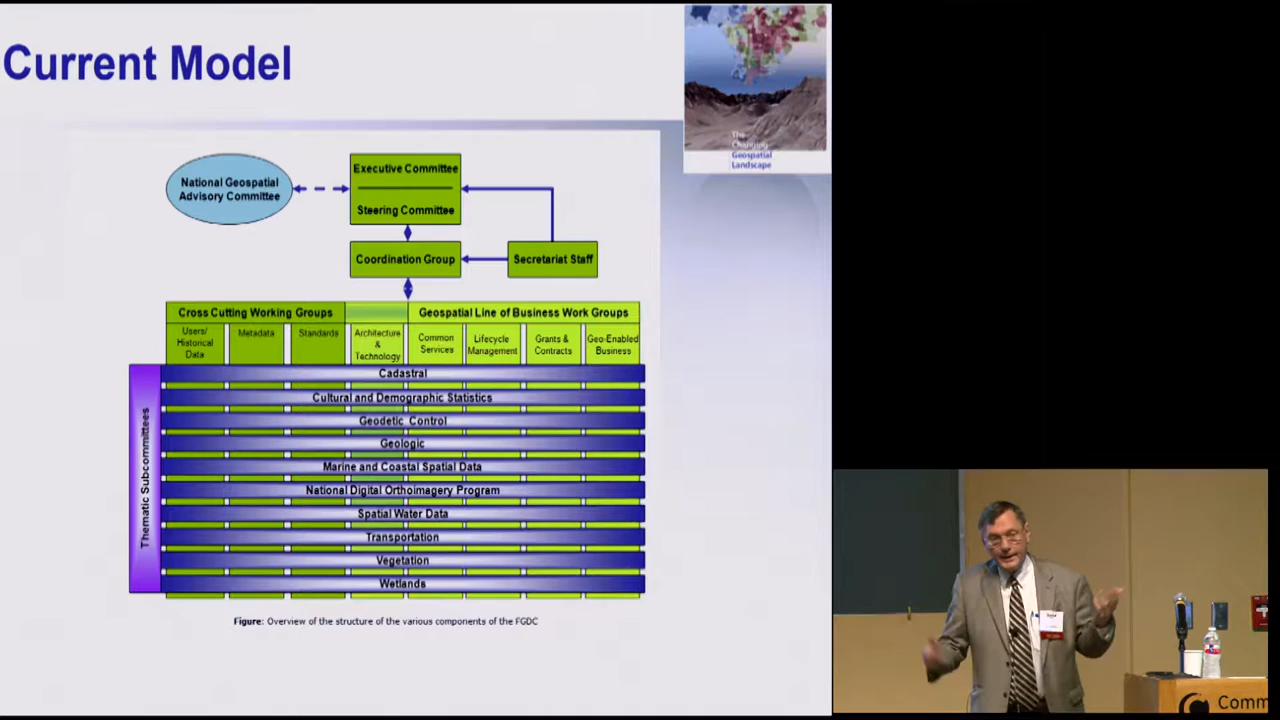 Current Model
The
Changing
Geospatial
Landscape
National Geospatial
Advisory Committee
Executive Committee
Steering Committee
Coordination Group
Secretariat Staff
Cross Cutting Working Groups
Geospatial Line of Business Work Groups
Users/
Historical
Data
Metadata
Standards
Architecture
&
Technology
Common
Services
Lifecycle
Management
Grants &
Contracts
Geo-Enabled
Business
Thematic Subcommittees
Cadastral
Cultural and Demographic Statistics
Geodetic Control
Geologic
Marine and Coastal Spatial Data
National Digital Orthoimagery Program
Spatial Water Data
Transportation
Vegetation
Wetlands
Figure: Overview of the structure of the various components of the FGDC
Comm